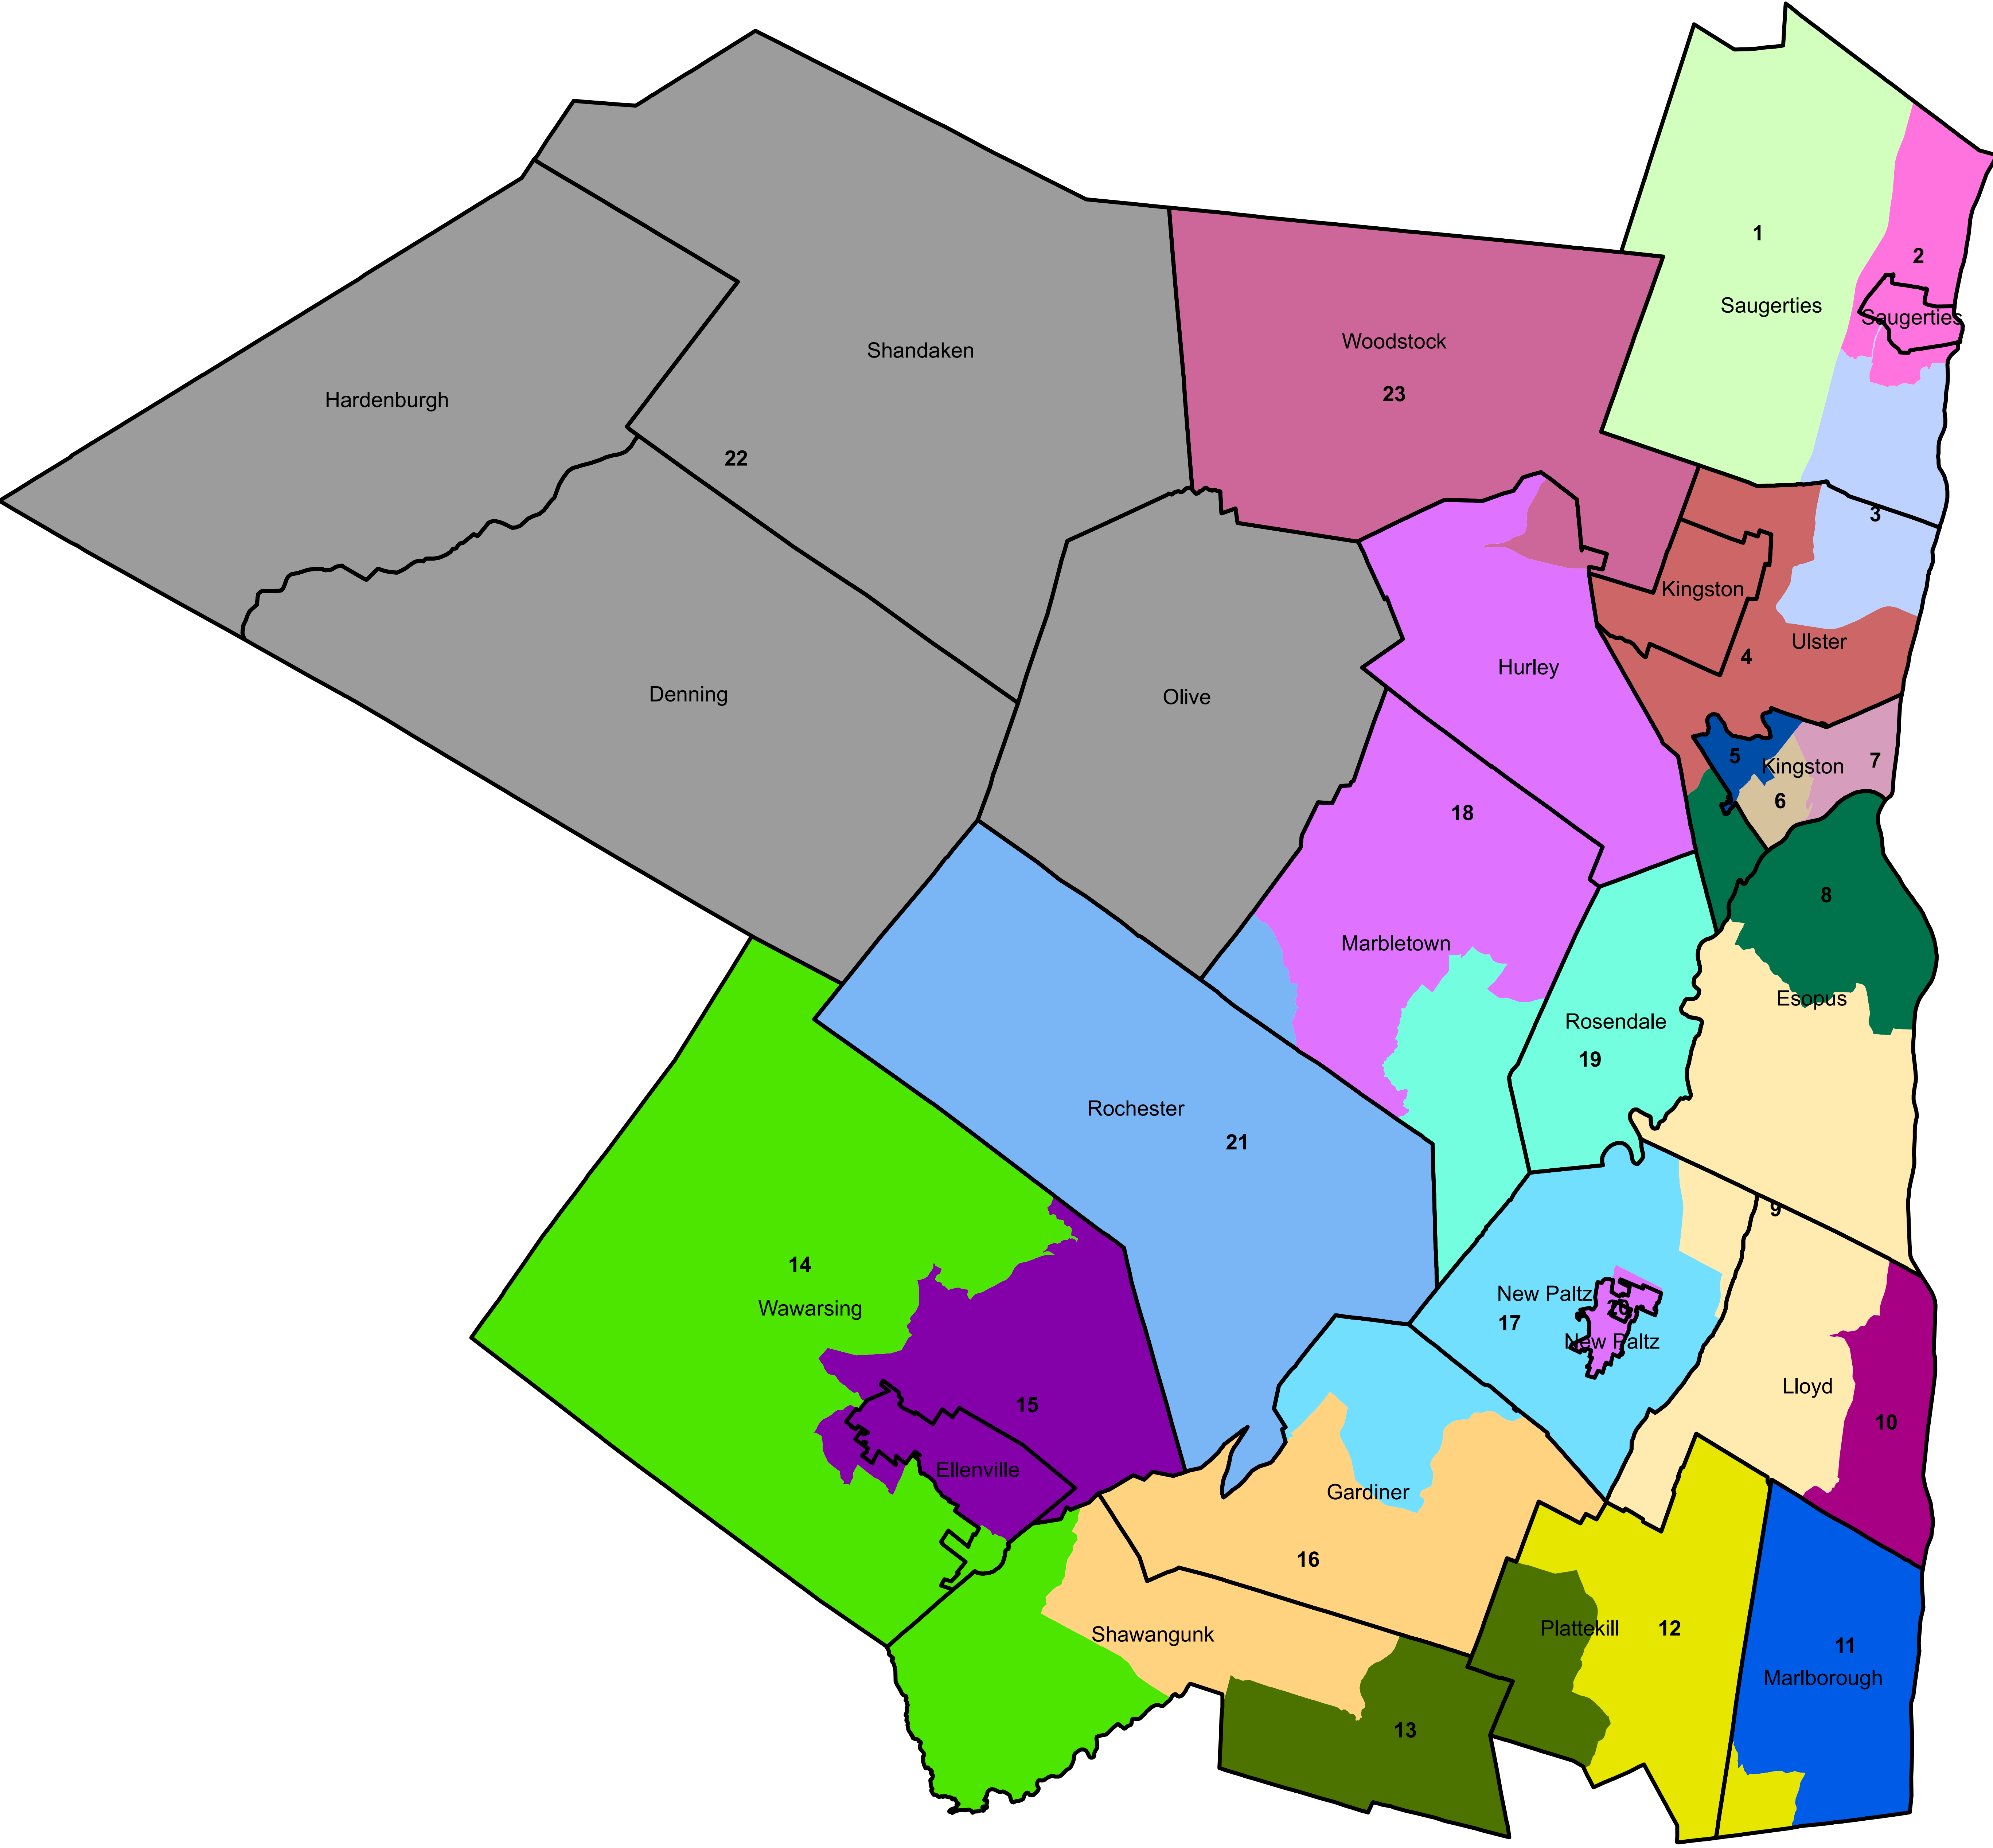 1
2
Saugerties
Saugerties
Woodstock
Shandaken
23
Hardenburgh
22
3
Kingston
Ulster
4
Hurley
Denning
Olive
5
7
Kingston
6
18
8
Marbletown
Esopus
Rosendale
19
Rochester
21
9
14
Wawarsing
New Paltz
20
17
New Paltz
Lloyd
15
10
Ellenville
Gardiner
16
Shawangunk
Plattekill
12
11
Marlborough
13